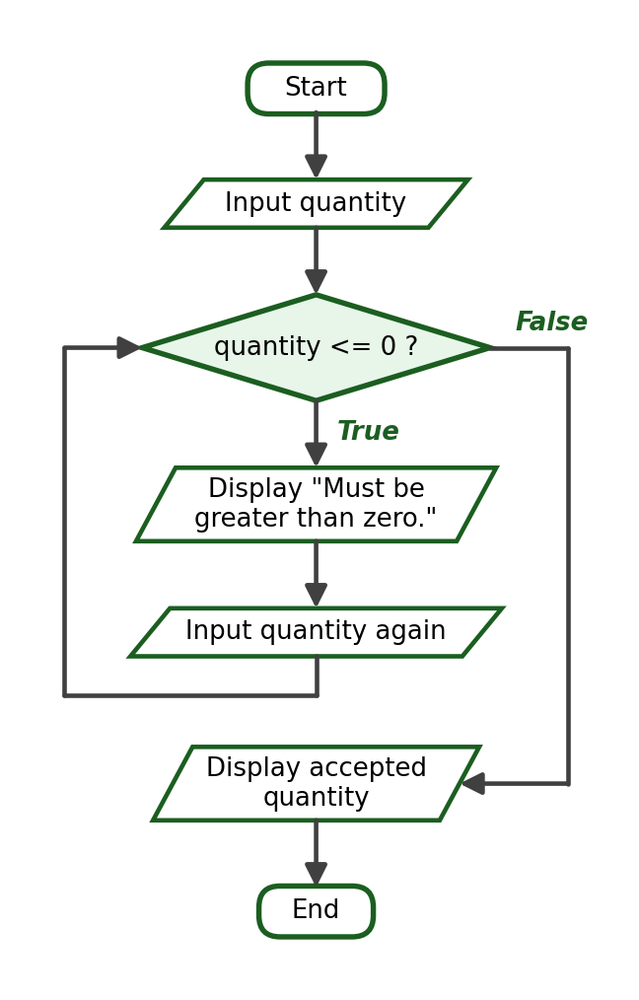 Start
Input quantity
quantity <= 0 ?
False
True
Display "Must be
greater than zero."
Input quantity again
Display accepted
quantity
End